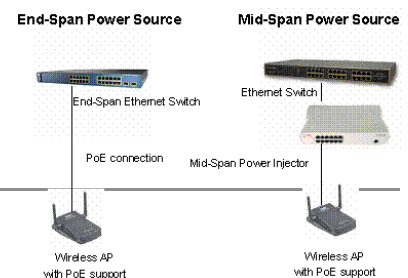 End-Span Power Source
Mid-Span Power Source
End-Span Ethernet Switch
Ethernet Switch
PoE connection
Mid-Span Power Injector
Wireless AP
with PoE support
Wireless AP
with PoE support